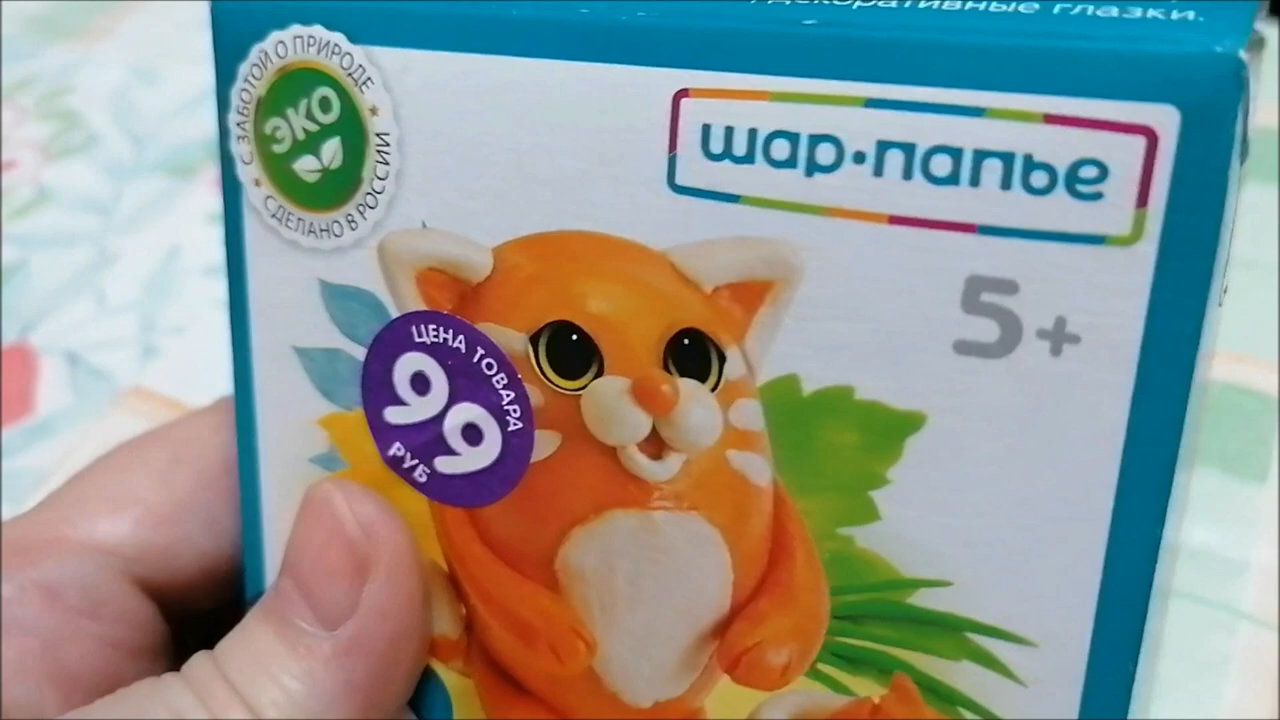 декоративные глазки.
С ЗАБОТОЙ О ПРИРОДЕ
ЭКО
СДЕЛАНО В РОССИИ
шар•папье
5+
ЦЕНА ТОВАРА
99
РУБ